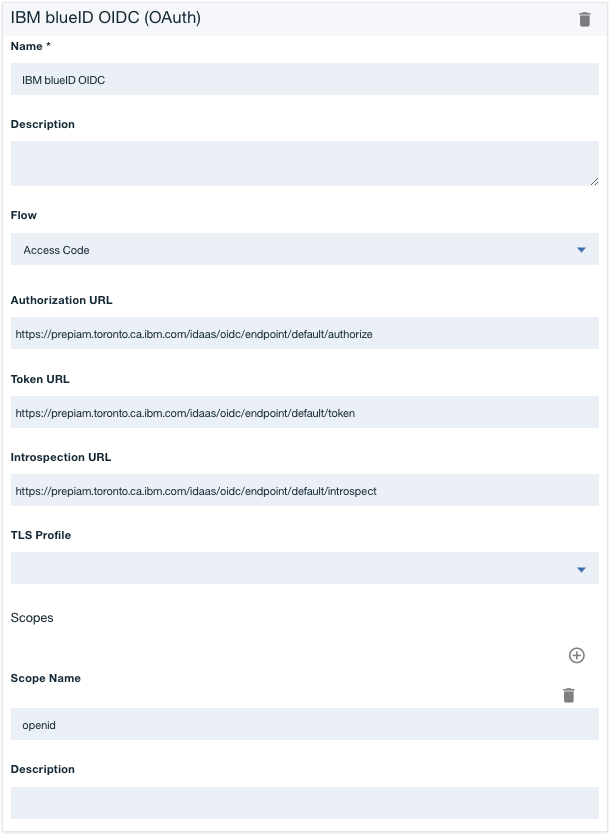 IBM blueID OIDC (OAuth)
Name *
IBM blueID OIDC
Description
Flow
Access Code
Authorization URL
https://prepiam.toronto.ca.ibm.com/idaas/oidc/endpoint/default/authorize
Token URL
https://prepiam.toronto.ca.ibm.com/idaas/oidc/endpoint/default/token
Introspection URL
https://prepiam.toronto.ca.ibm.com/idaas/oidc/endpoint/default/introspect
TLS Profile
Scopes
Scope Name
openid
Description